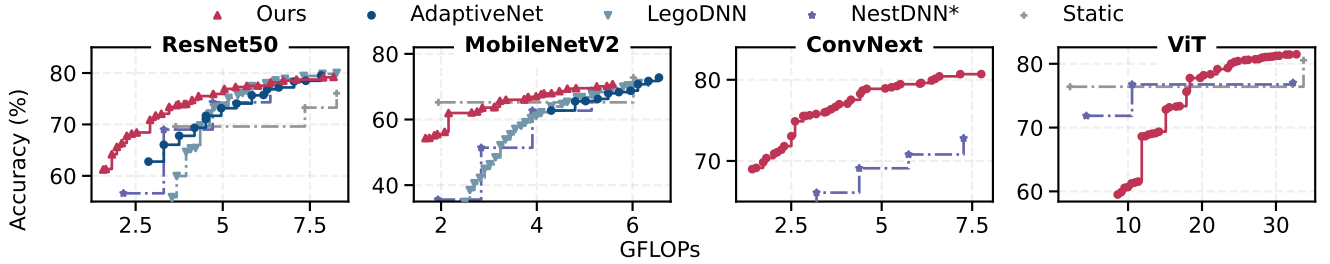 Ours AdaptiveNet LegoDNN NestDNN* Static
ResNet50 MobileNetV2 ConvNext ViT
Accuracy (%)
80
70
60
2.5 5 7.5
80
60
40
2 4 6
80
70
2.5 5 7.5
80
70
60
10 20 30
GFLOPs